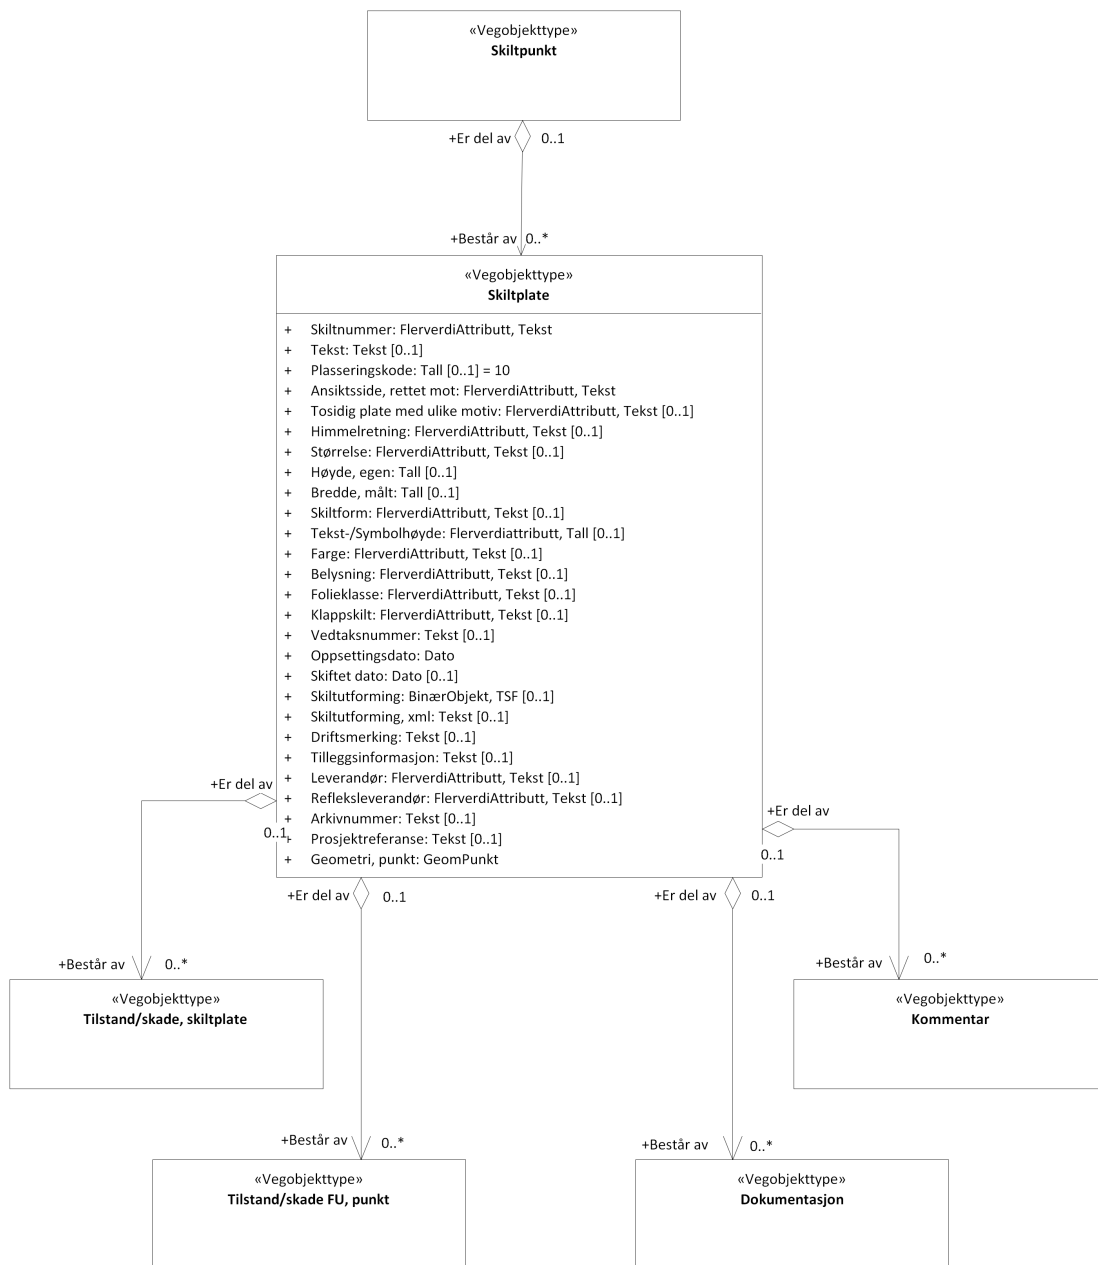 «Vegobjekttype»
Skiltpunkt
+Er del av 0..1
+Består av 0..*
«Vegobjekttype»
Skiltplate
+ Skiltnummer: FlerverdiAttributt, Tekst
+ Tekst: Tekst [0..1]
+ Plasseringskode: Tall [0..1] = 10
+ Ansiktsside, rettet mot: FlerverdiAttributt, Tekst
+ Tosidig plate med ulike motiv: FlerverdiAttributt, Tekst [0..1]
+ Himmelretning: FlerverdiAttributt, Tekst [0..1]
+ Størrelse: FlerverdiAttributt, Tekst [0..1]
+ Høyde, egen: Tall [0..1]
+ Bredde, målt: Tall [0..1]
+ Skiltform: FlerverdiAttributt, Tekst [0..1]
+ Tekst-/Symbolhøyde: Flerverdiattributt, Tall [0..1]
+ Farge: FlerverdiAttributt, Tekst [0..1]
+ Belysning: FlerverdiAttributt, Tekst [0..1]
+ Folieklasse: FlerverdiAttributt, Tekst [0..1]
+ Klappskilt: FlerverdiAttributt, Tekst [0..1]
+ Vedtaksnummer: Tekst [0..1]
+ Oppsettingsdato: Dato
+ Skiftet dato: Dato [0..1]
+ Skiltutforming: BinærObjekt, TSF [0..1]
+ Skiltutforming, xml: Tekst [0..1]
+ Driftsmerking: Tekst [0..1]
+ Tilleggsinformasjon: Tekst [0..1]
+ Leverandør: FlerverdiAttributt, Tekst [0..1]
+ Refleksleverandør: FlerverdiAttributt, Tekst [0..1]
+ Arkivnummer: Tekst [0..1]
+ Prosjektreferanse: Tekst [0..1]
+ Geometri, punkt: GeomPunkt
+Er del av
0..1
+Er del av
0..1
+Er del av 0..1
+Er del av 0..1
+Består av 0..*
+Består av 0..*
«Vegobjekttype»
Tilstand/skade, skiltplate
«Vegobjekttype»
Kommentar
+Består av 0..*
+Består av 0..*
«Vegobjekttype»
Tilstand/skade FU, punkt
«Vegobjekttype»
Dokumentasjon